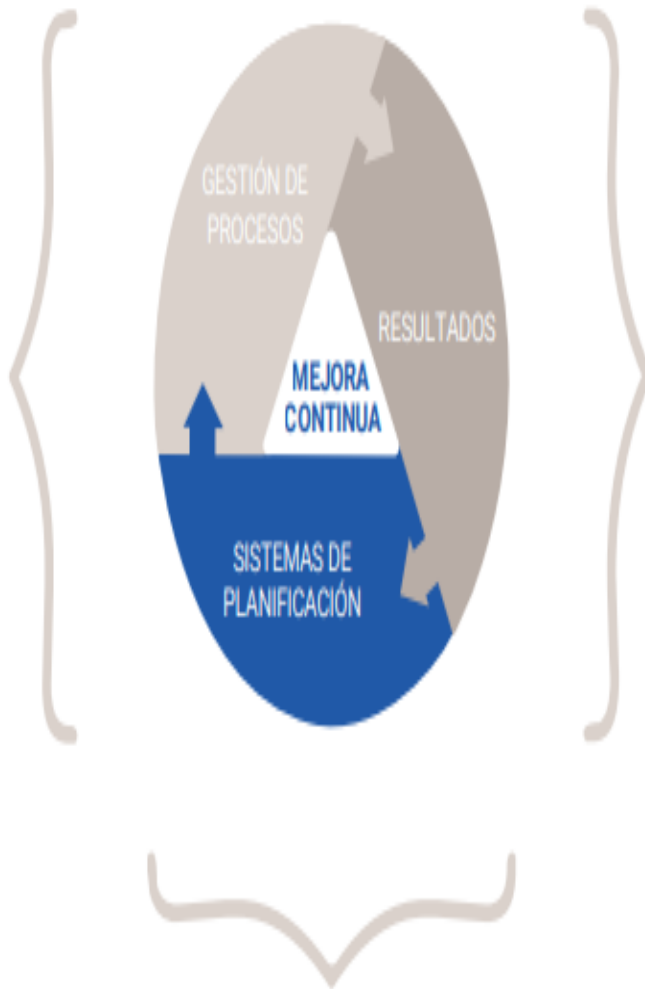 GESTIÓN DE
PROCESOS
RESULTADOS
MEJORA
CONTINUA
SISTEMAS DE
PLANIFICACIÓN